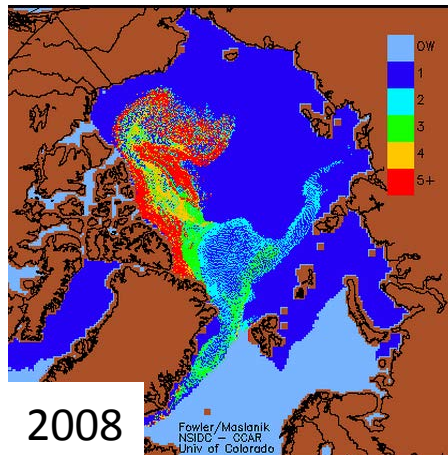 OW
1
2
3
4
5+
2008
Fowler/Maslanik
NSIDC - CCAR
Univ of Colorado